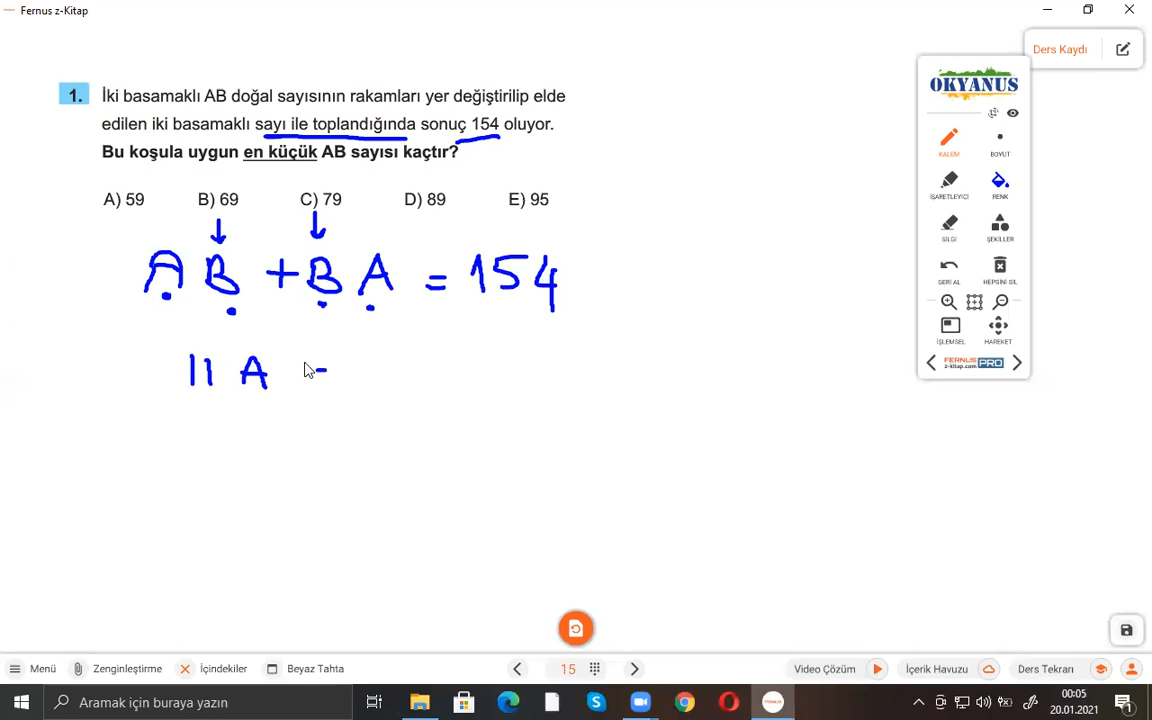 Fernus z-Kitap
Ders Kaydı
1. İki basamaklı AB doğal sayısının rakamları yer değiştirilip elde
edilen iki basamaklı sayı ile toplandığında sonuç 154 oluyor.
Bu koşula uygun en küçük AB sayısı kaçtır?
A) 59 B) 69 C) 79 D) 89 E) 95
AB + BA = 154
11 A -
OKYANUS
KALEM BOYUT
İŞARETLEYİCİ RENK
SİLGİ ŞEKİLLER
GERİ AL HEPSİNİ SİL
İŞLEMSEL HAREKET
FERNUS PRO
z-kitap.com
Menü Zenginleştirme İçindekiler Beyaz Tahta 15 Video Çözüm İçerik Havuzu Ders Tekrarı
Aramak için buraya yazın
00:05
20.01.2021
1